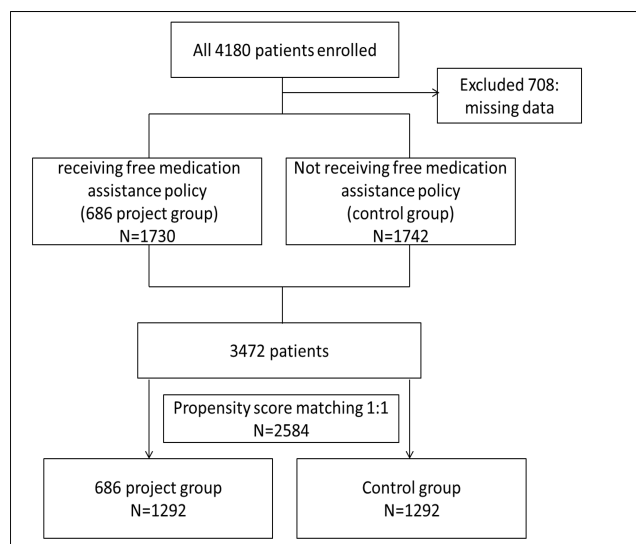 All 4180 patients enrolled
Excluded 708:
missing data
receiving free medication
assistance policy
(686 project group)
N=1730
Not receiving free medication
assistance policy
(control group)
N=1742
3472 patients
Propensity score matching 1:1
N=2584
686 project group
N=1292
Control group
N=1292